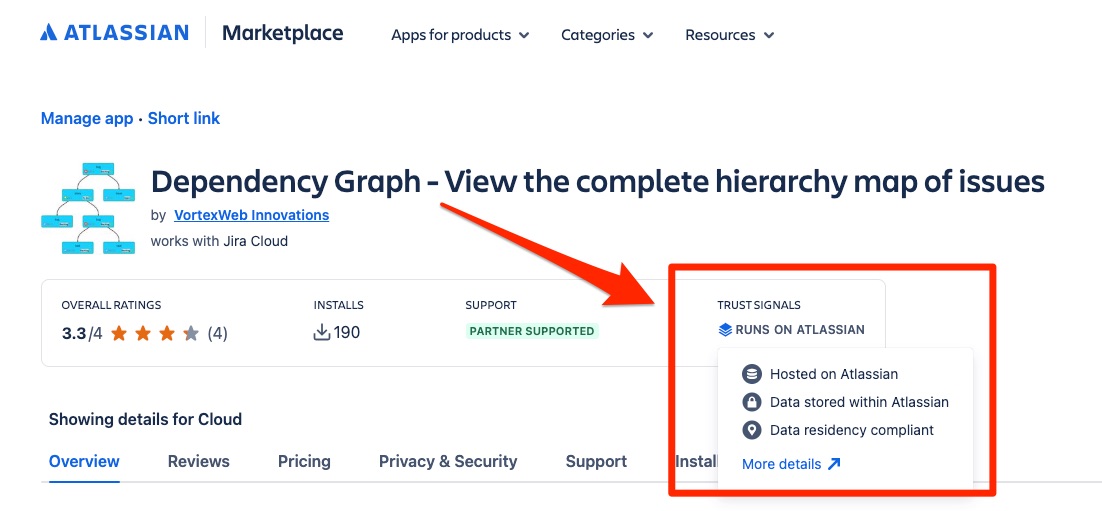 ATLASSIAN Marketplace Apps for products Categories Resources
Manage app · Short link
Dependency Graph - View the complete hierarchy map of issues
by VortexWeb Innovations
works with Jira Cloud
OVERALL RATINGS INSTALLS SUPPORT TRUST SIGNALS
3.3/4 (4) 190 PARTNER SUPPORTED RUNS ON ATLASSIAN
Hosted on Atlassian
Data stored within Atlassian
Data residency compliant
More details
Showing details for Cloud
Overview Reviews Pricing Privacy & Security Support Install